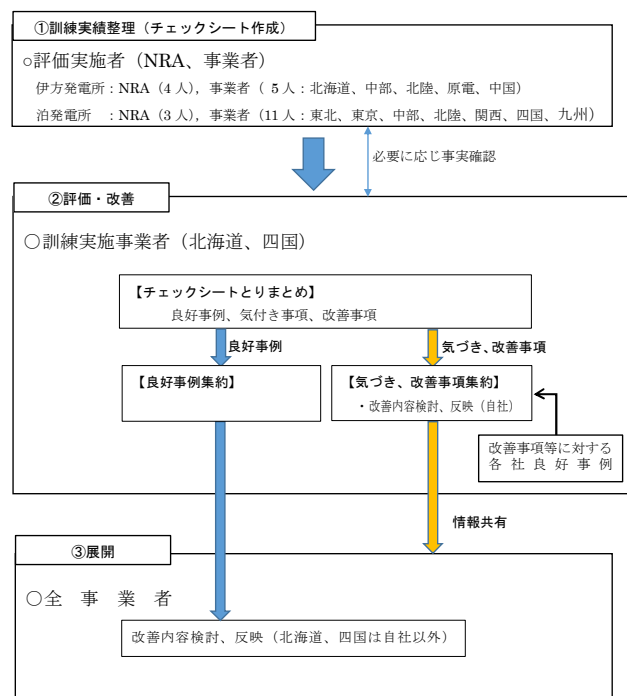 ①訓練実績整理（チェックシート作成）
○評価実施者（NRA、事業者）
伊方発電所：NRA（4人），事業者（ 5人：北海道、中部、北陸、原電、中国）
泊発電所　：NRA（3人），事業者（11人：東北、東京、中部、北陸、関西、四国、九州）
必要に応じ事実確認
②評価・改善
〇訓練実施事業者（北海道、四国）
【チェックシートとりまとめ】
良好事例、気付き事項、改善事項
良好事例
気づき、改善事項
【良好事例集約】
【気づき、改善事項集約】
・改善内容検討、反映（自社）
改善事項等に対する
各社良好事例
情報共有
③展開
〇全　事　業　者
改善内容検討、反映（北海道、四国は自社以外）